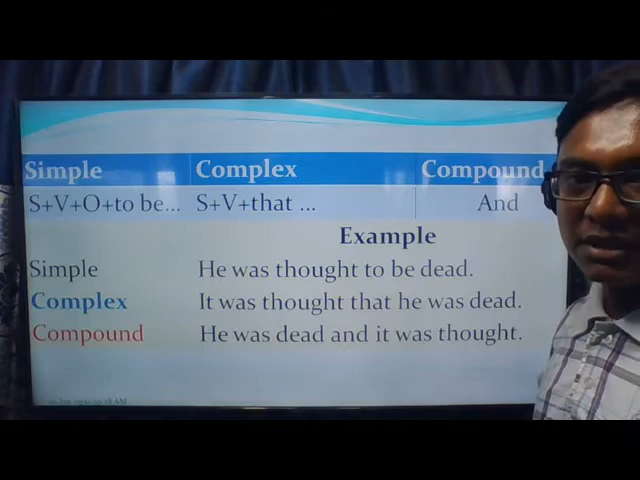 Simple Complex Compound
S+V+O+to be... S+V+that ... And
Example
Simple He was thought to be dead.
Complex It was thought that he was dead.
Compound He was dead and it was thought.